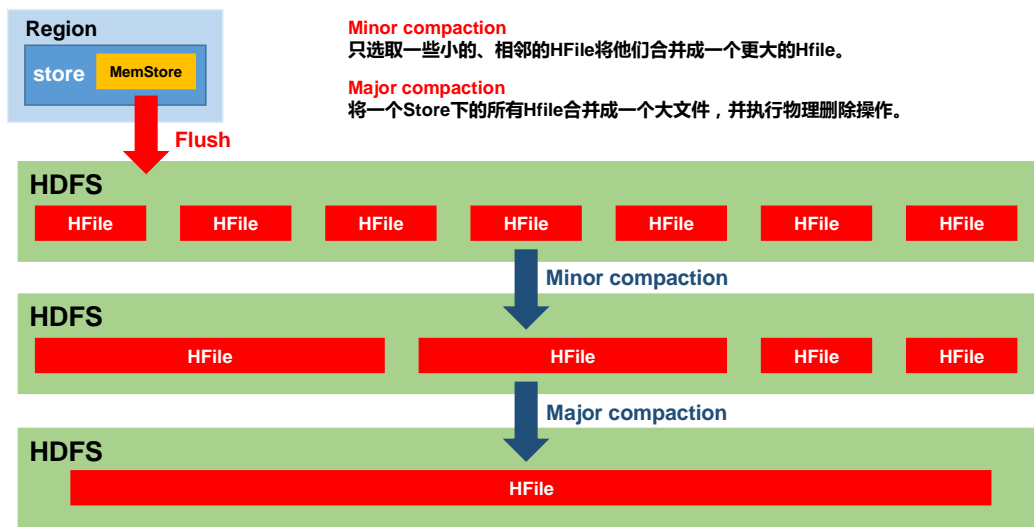 Region
store
MemStore
Flush
Minor compaction
只选取一些小的、相邻的HFile将他们合并成一个更大的Hfile。
Major compaction
将一个Store下的所有Hfile合并成一个大文件，并执行物理删除操作。
HDFS
HFile HFile HFile HFile HFile HFile HFile
Minor compaction
HDFS
HFile HFile HFile HFile
Major compaction
HDFS
HFile